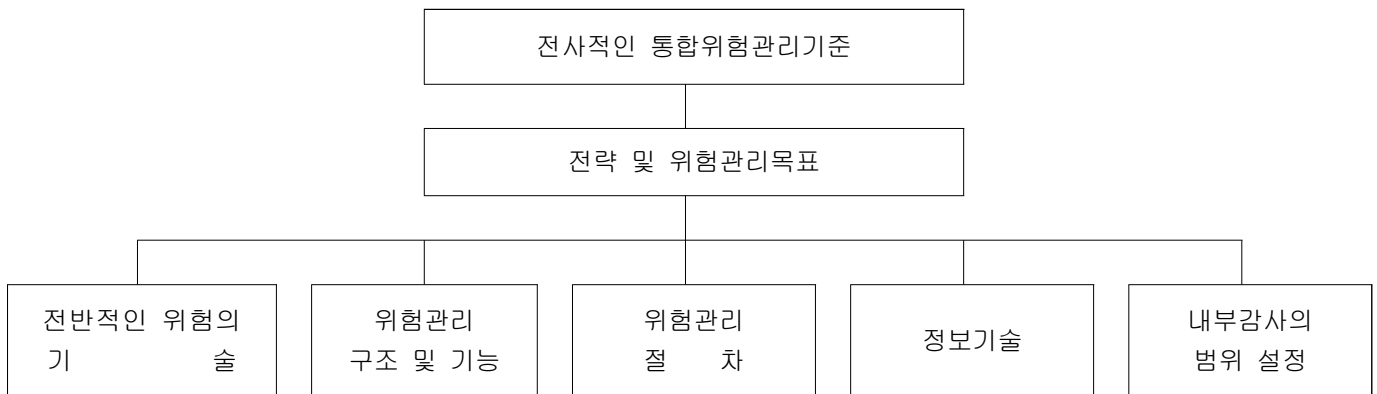 전사적인 통합위험관리기준
전략 및 위험관리목표
전반적인 위험의
기 술
위험관리
구조 및 기능
위험관리
절 차
정보기술
내부감사의
범위 설정